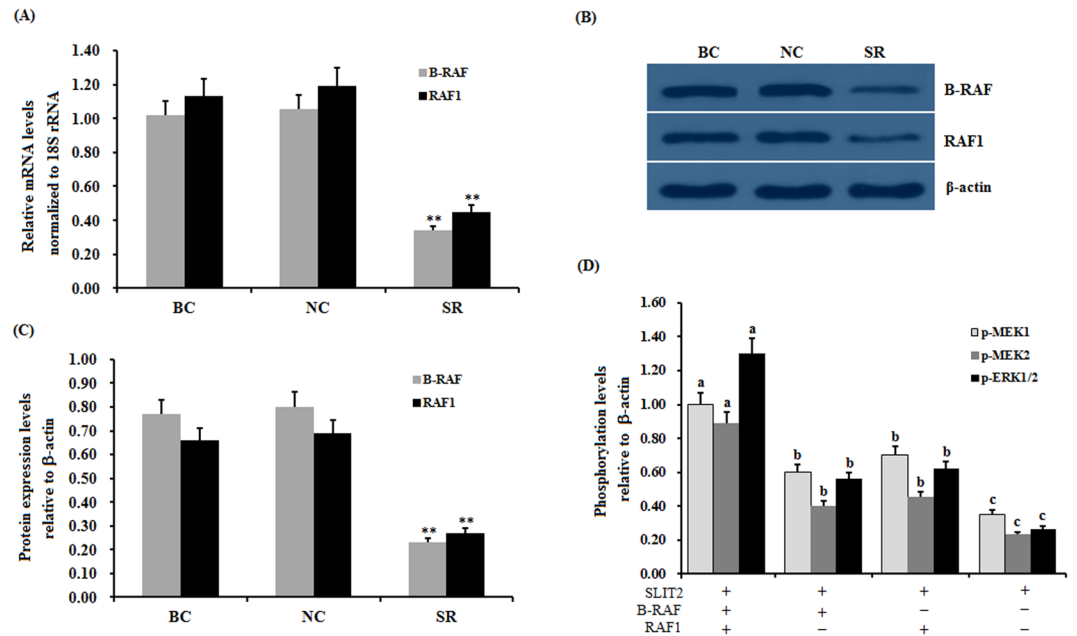 (A)
Relative mRNA levels
normalized to 18S rRNA
1.40
1.20
1.00
0.80
0.60
0.40
0.20
0.00
B-RAF
RAF1
** **
BC NC SR
(B)
BC NC SR
B-RAF
RAF1
β-actin
(C)
Protein expression levels
relative to β-actin
1.00
0.90
0.80
0.70
0.60
0.50
0.40
0.30
0.20
0.10
0.00
B-RAF
RAF1
** **
BC NC SR
(D)
Phosphorylation levels
relative to β-actin
1.60
1.40
1.20
1.00
0.80
0.60
0.40
0.20
0.00
p-MEK1
p-MEK2
p-ERK1/2
a a a b b b b b b c c c
SLIT2 + + + +
B-RAF + + − −
RAF1 + − + −